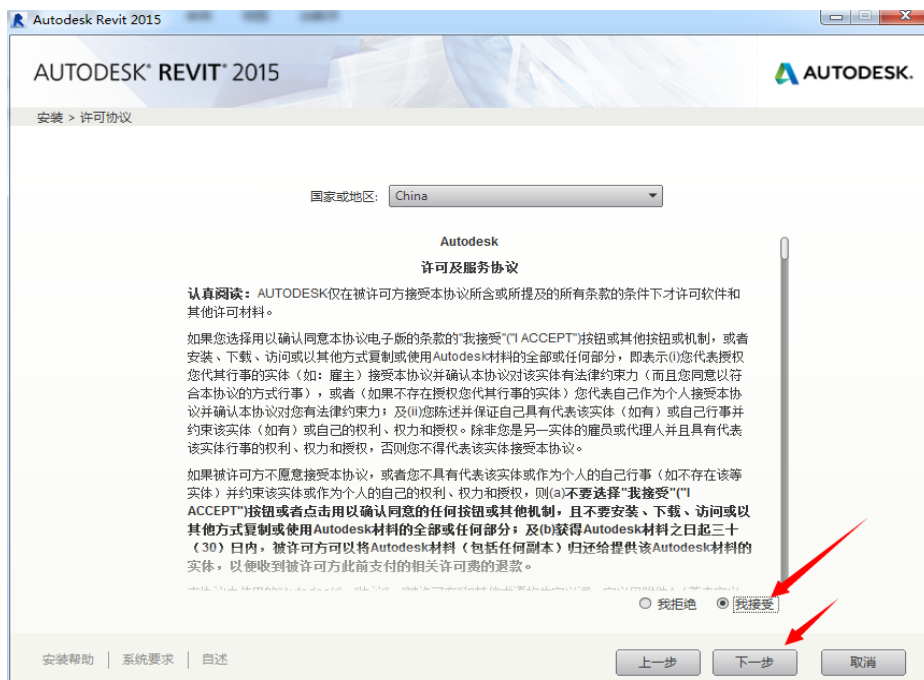 Autodesk Revit 2015
AUTODESK® REVIT® 2015
AUTODESK.
安装 > 许可协议
国家或地区: China
Autodesk
许可及服务协议
认真阅读：AUTODESK仅在被许可方接受本协议所含或所提及的所有条款的条件下才许可软件和
其他许可材料。
如果您选择用以确认同意本协议电子版的条款的"我接受"("I ACCEPT")按钮或其他按钮或机制，或者
安装、下载、访问或以其他方式复制或使用Autodesk材料的全部或任何部分，即表示(i)您代表授权
您代其行事的实体（如：雇主）接受本协议并确认本协议对该实体有法律约束力（而且您同意以符
合本协议的方式行事），或者（如果不存在授权您代其行事的实体）您代表自己作为个人接受本协
议并确认本协议对您有法律约束力；及(ii)您陈述并保证自己具有代表该实体（如有）或自己行事并
约束该实体（如有）或自己的权利、权力和授权。除非您是另一实体的雇员或代理人并且具有代表
该实体行事的权利、权力和授权，否则您不得代表该实体接受本协议。
如果被许可方不愿意接受本协议，或者您不具有代表该实体或作为个人的自己行事（如不存在该等
实体）并约束该实体或作为个人的自己的权利、权力和授权，则(a)不要选择"我接受"("I
ACCEPT")按钮或者点击用以确认同意的任何按钮或其他机制，且不要安装、下载、访问或以
其他方式复制或使用Autodesk材料的全部或任何部分；及(b)获得Autodesk材料之日起三十
（30）日内，被许可方可以将Autodesk材料（包括任何副本）归还给提供该Autodesk材料的
实体，以便收到被许可方此前支付的相关许可费的退款。
我拒绝 我接受
安装帮助 系统要求 自述 上一步 下一步 取消